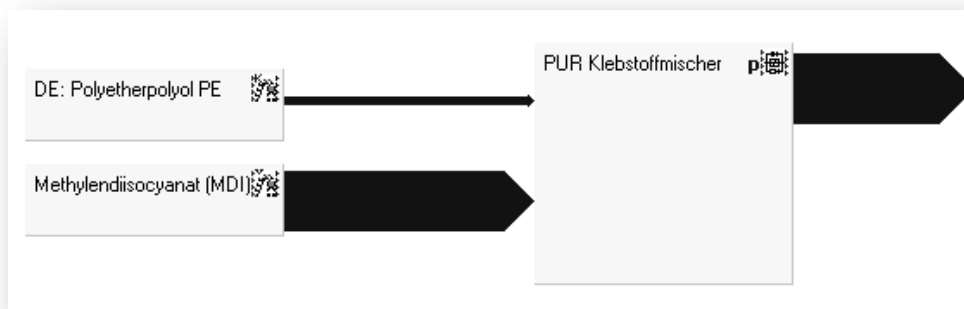 DE: Polyetherpolyol PE
Methylendiisocyanat (MDI)
PUR Klebstoffmischer p